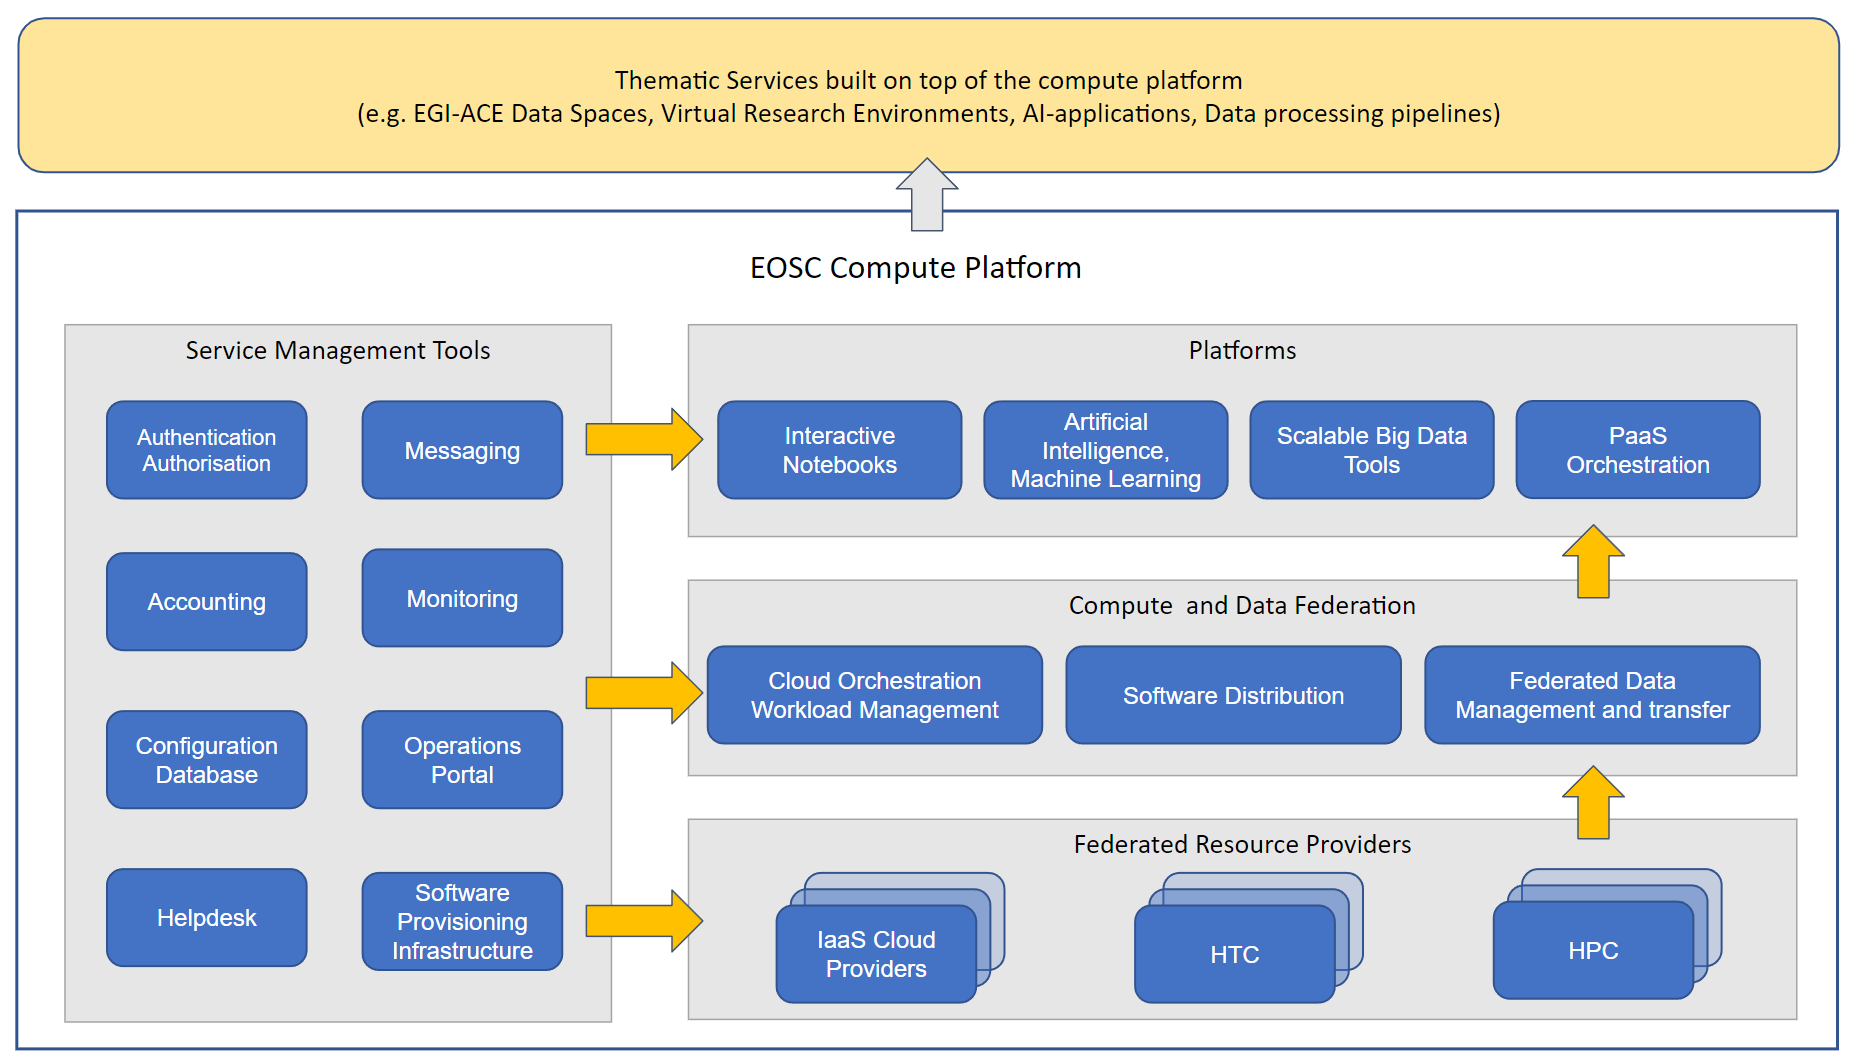 Thematic Services built on top of the compute platform
(e.g. EGI-ACE Data Spaces, Virtual Research Environments, AI-applications, Data processing pipelines)
EOSC Compute Platform
Service Management Tools
Authentication
Authorisation
Messaging
Accounting
Monitoring
Configuration
Database
Operations
Portal
Helpdesk
Software
Provisioning
Infrastructure
Platforms
Interactive
Notebooks
Artificial
Intelligence,
Machine Learning
Scalable Big Data
Tools
PaaS
Orchestration
Compute  and Data Federation
Cloud Orchestration
Workload Management
Software Distribution
Federated Data
Management and transfer
Federated Resource Providers
IaaS Cloud
Providers
HTC
HPC